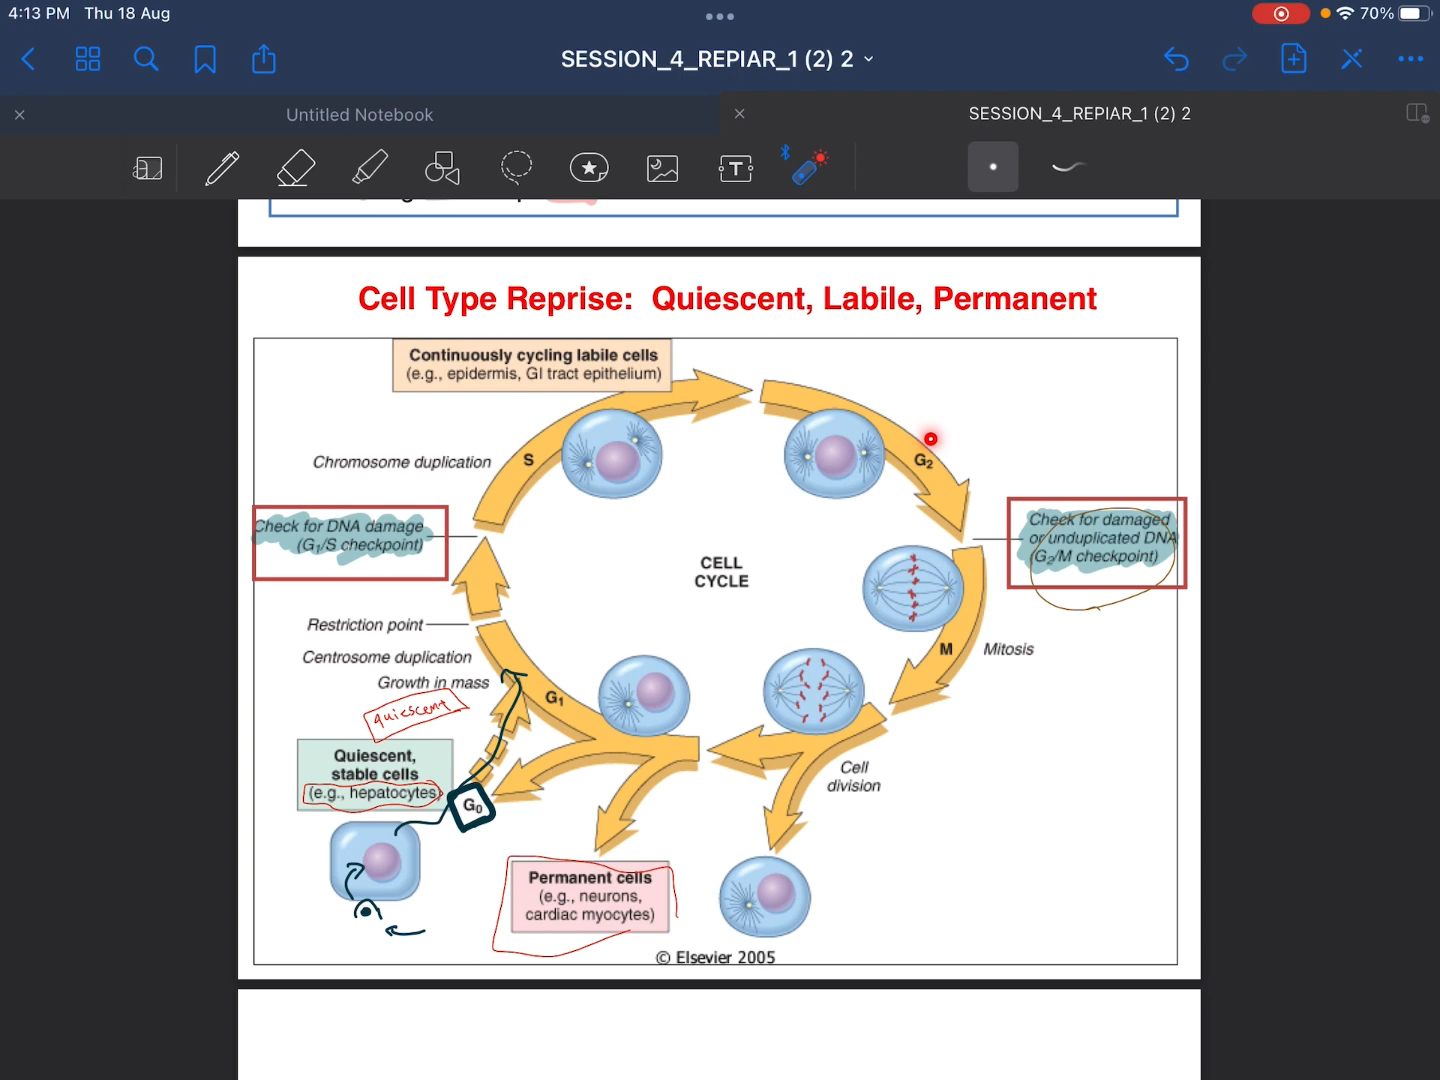 4:13 PM Thu 18 Aug
70%
SESSION_4_REPIAR_1 (2) 2
Untitled Notebook
SESSION_4_REPIAR_1 (2) 2
Cell Type Reprise: Quiescent, Labile, Permanent
Continuously cycling labile cells
(e.g., epidermis, GI tract epithelium)
Chromosome duplication
S
G2
Check for DNA damage
(G1/S checkpoint)
Check for damaged
or unduplicated DNA
(G2/M checkpoint)
CELL
CYCLE
Restriction point
Centrosome duplication
Growth in mass
M
Mitosis
G1
quiescent
Quiescent,
stable cells
(e.g., hepatocytes)
G0
Cell
division
Permanent cells
(e.g., neurons,
cardiac myocytes)
© Elsevier 2005